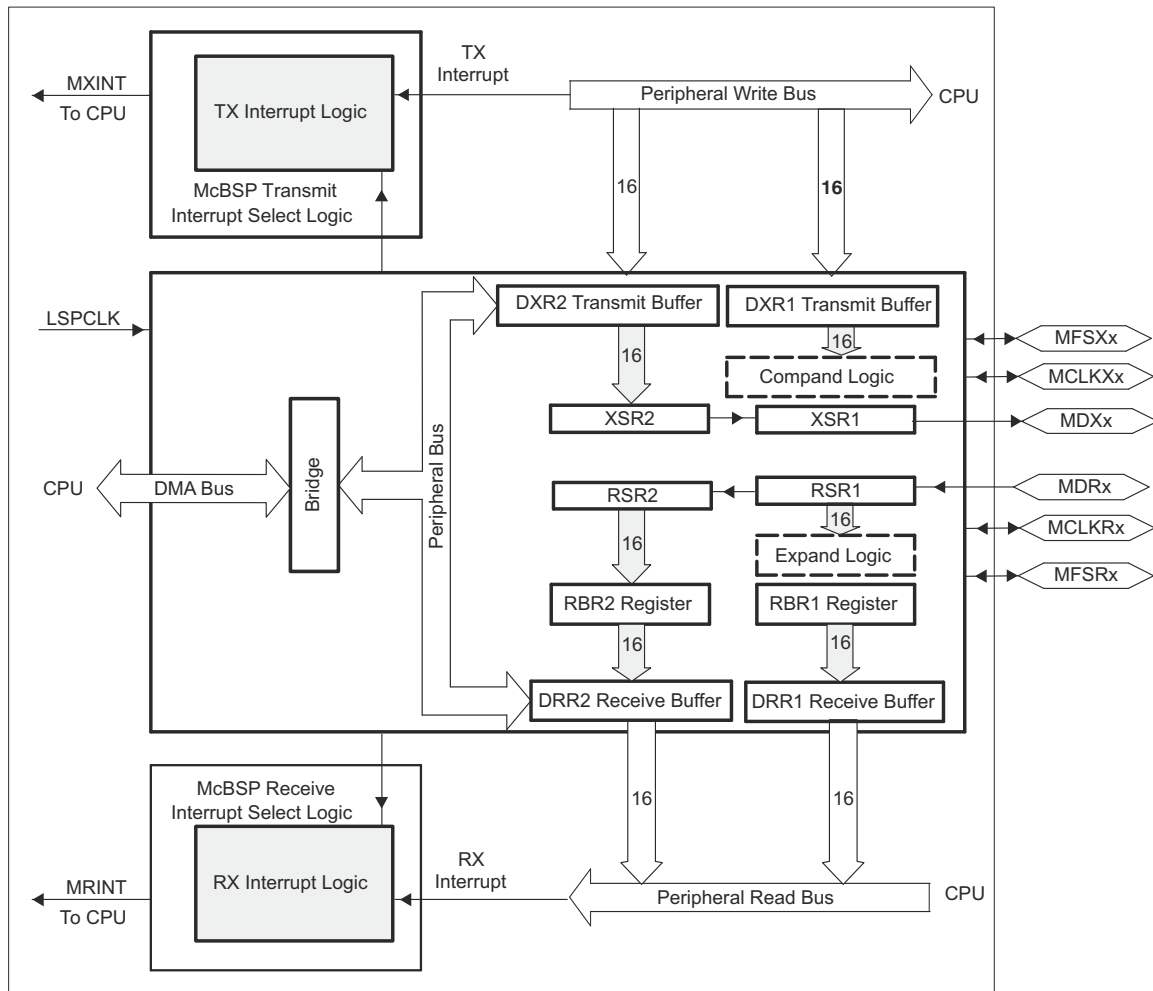 TX
Interrupt
MXINT
To CPU
TX Interrupt Logic
Peripheral Write Bus
CPU
McBSP Transmit
Interrupt Select Logic
16
16
LSPCLK
DXR2 Transmit Buffer
DXR1 Transmit Buffer
16
16
Compand Logic
MFSXx
MCLKXx
XSR2
XSR1
MDXx
CPU
DMA Bus
Bridge
Peripheral Bus
RSR2
RSR1
MDRx
16
16
Expand Logic
MCLKRx
MFSRx
RBR2 Register
RBR1 Register
16
16
DRR2 Receive Buffer
DRR1 Receive Buffer
McBSP Receive
Interrupt Select Logic
16
16
RX Interrupt Logic
RX
Interrupt
MRINT
To CPU
Peripheral Read Bus
CPU